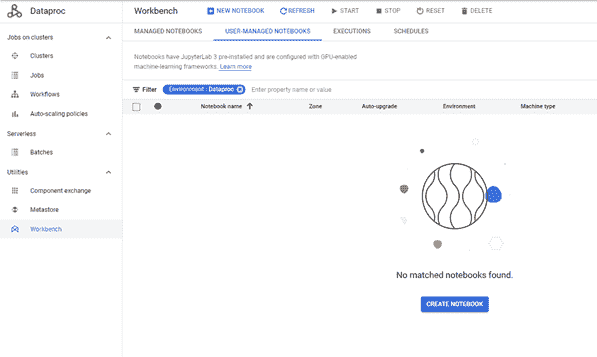 Dataproc
Workbench
NEW NOTEBOOK
REFRESH
START
STOP
RESET
DELETE
Jobs on clusters
Clusters
Jobs
Workflows
Auto-scaling policies
Serverless
Batches
Utilities
Component exchange
Metastore
Workbench
MANAGED NOTEBOOKS
USER-MANAGED NOTEBOOKS
EXECUTIONS
SCHEDULES
Notebooks have JupyterLab 3 pre-installed and are configured with GPU-enabled
machine-learning frameworks. Learn more
Filter
Environment : Dataproc
Enter property name or value
Notebook name
Zone
Auto-upgrade
Environment
Machine type
No matched notebooks found.
CREATE NOTEBOOK